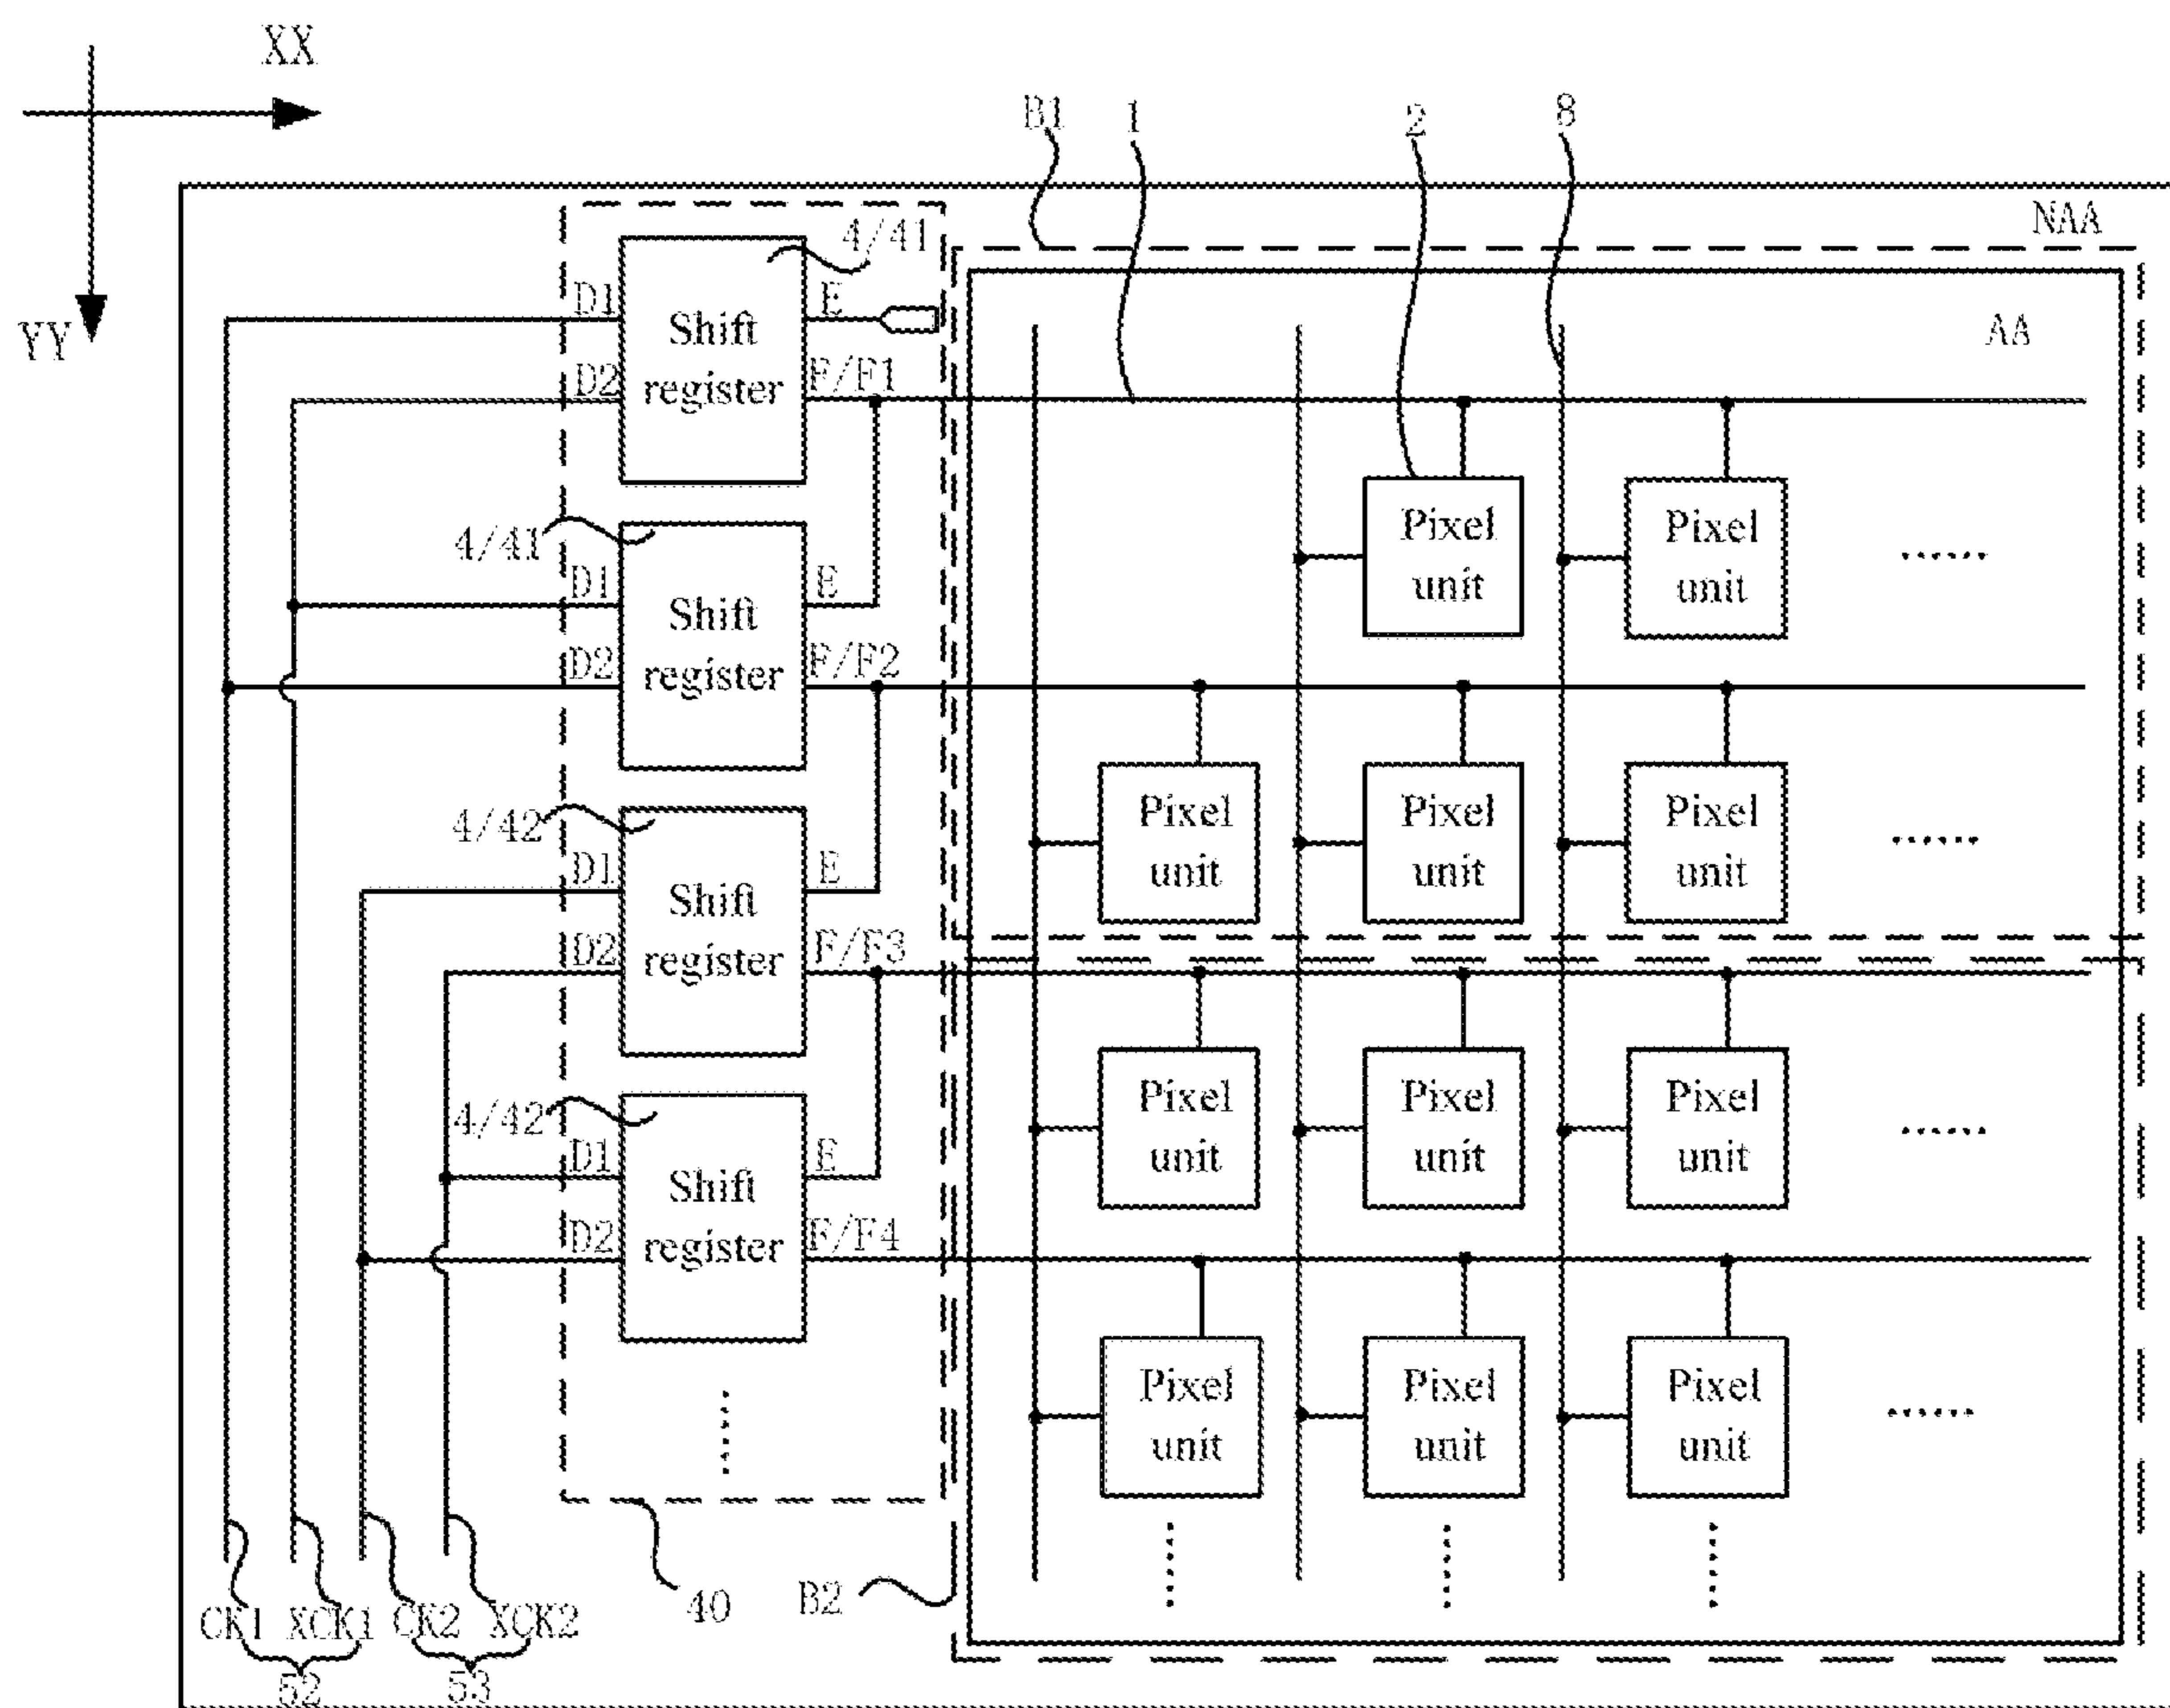 XX
YY
B1
1
2
8
NAA
AA
4/41
D1
E
Shift
register
D2
F/F1
Pixel
unit
Pixel
unit
......
4/41
D1
E
Shift
register
D2
F/F2
Pixel
unit
Pixel
unit
Pixel
unit
......
4/42
D1
E
Shift
register
D2
F/F3
Pixel
unit
Pixel
unit
Pixel
unit
......
4/42
D1
E
Shift
register
D2
F/F4
Pixel
unit
Pixel
unit
Pixel
unit
......
CK1
XCK1
CK2
XCK2
40
B2
52
53